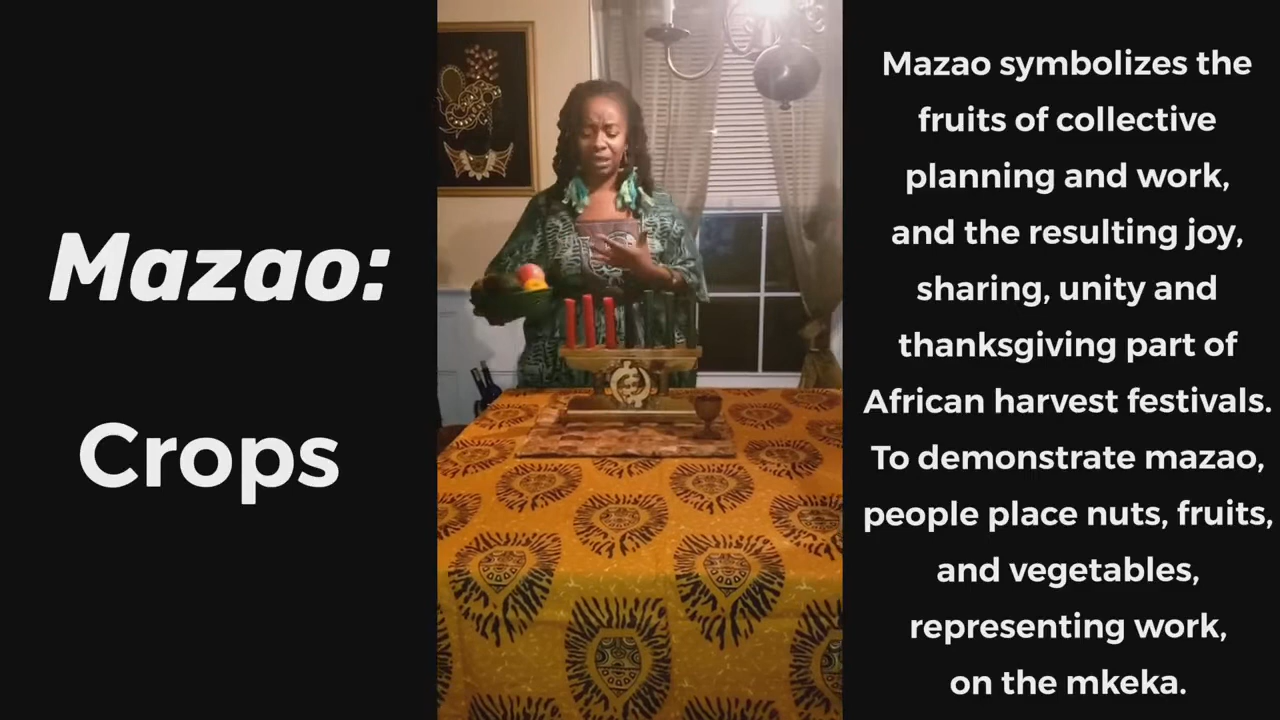 Mazao:
Crops
Mazao symbolizes the
fruits of collective
planning and work,
and the resulting joy,
sharing, unity and
thanksgiving part of
African harvest festivals.
To demonstrate mazao,
people place nuts, fruits,
and vegetables,
representing work,
on the mkeka.